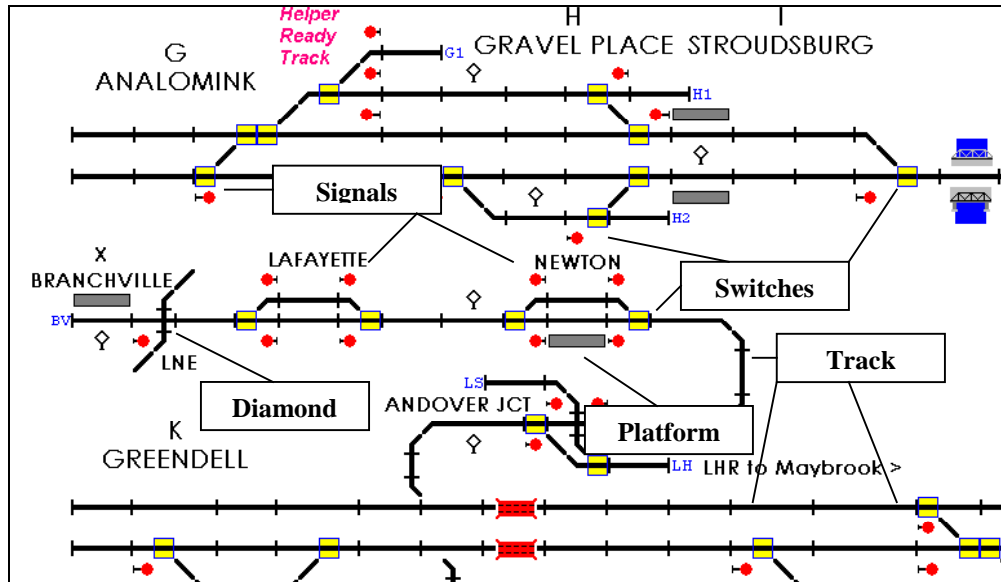 Helper
Ready
Track
G
ANALOMINK
G1
H
I
GRAVEL PLACE STROUDSBURG
H1
Signals
H2
X
BRANCHVILLE
LAFAYETTE
NEWTON
Switches
BV
LNE
Diamond
Track
LS
ANDOVER JCT
Platform
K
GREENDELL
LH
LHR to Maybrook >